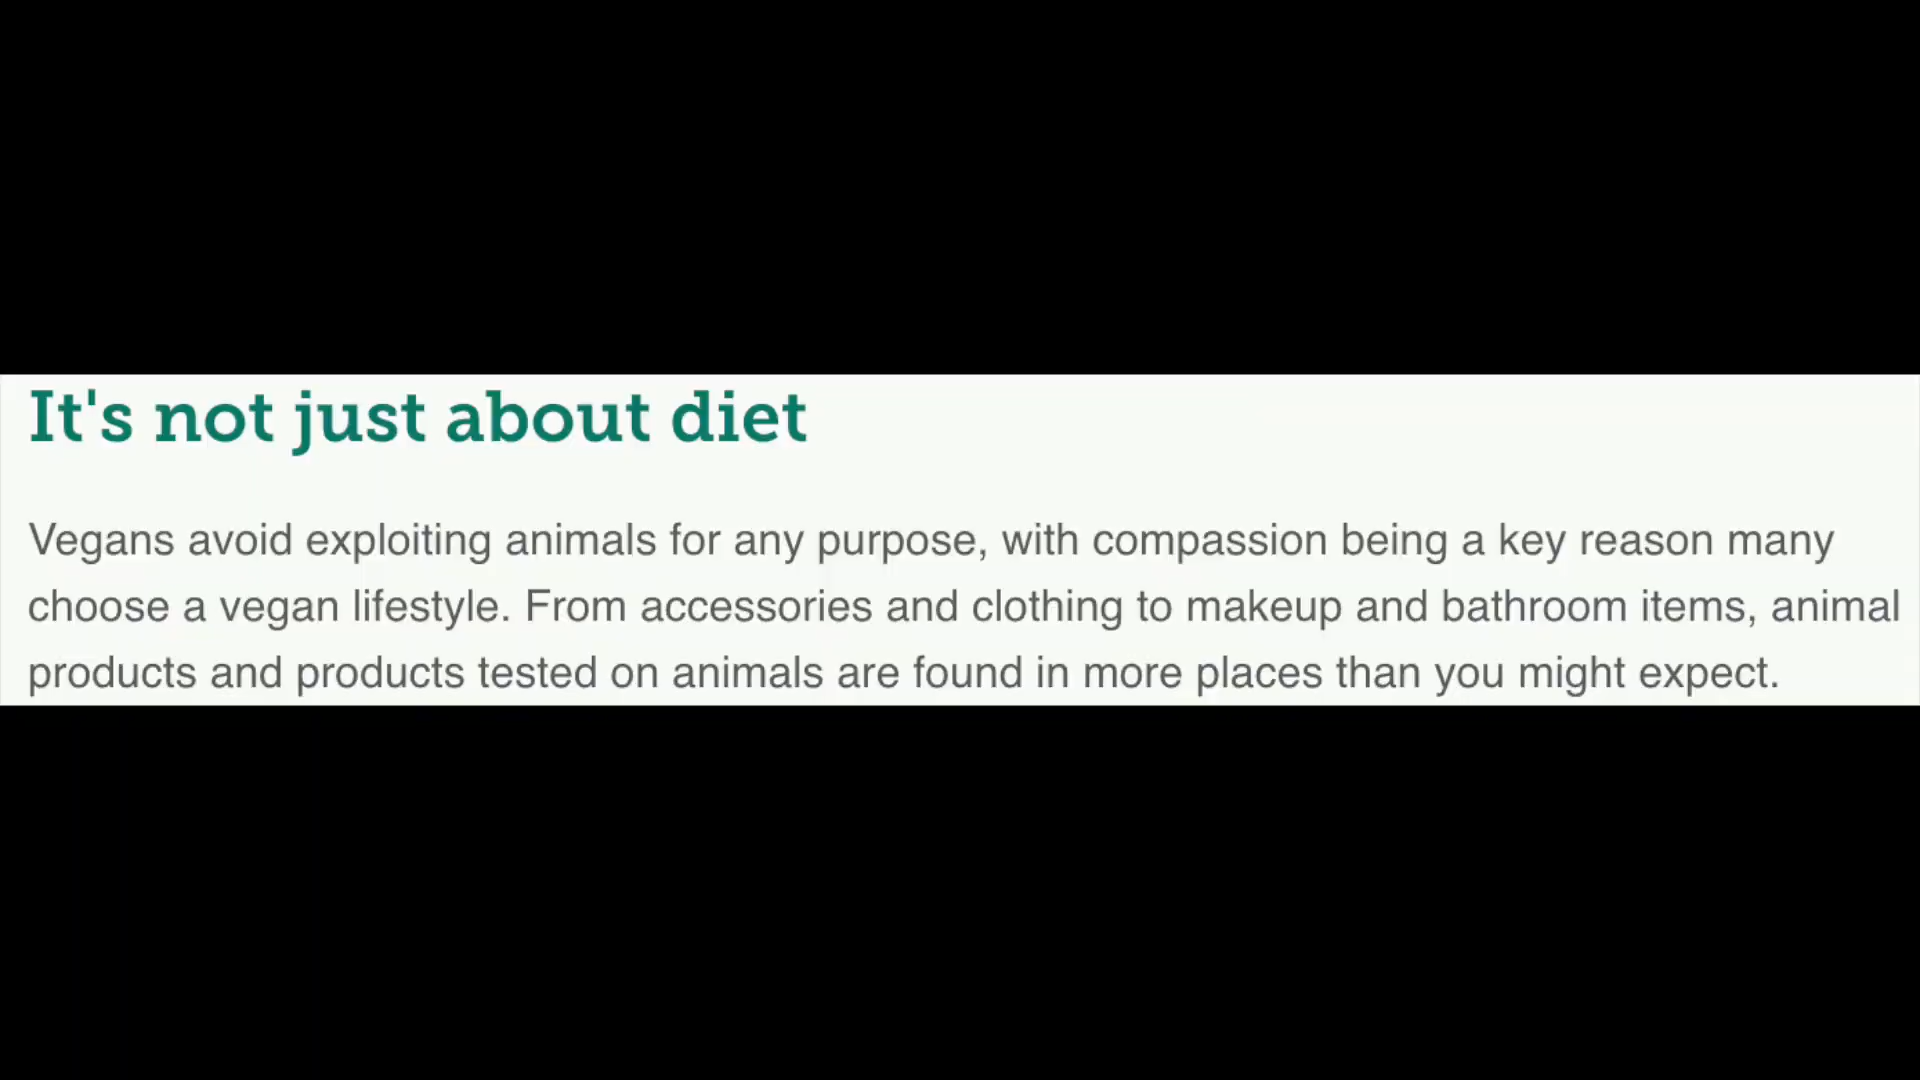 It's not just about diet
Vegans avoid exploiting animals for any purpose, with compassion being a key reason many
choose a vegan lifestyle. From accessories and clothing to makeup and bathroom items, animal
products and products tested on animals are found in more places than you might expect.